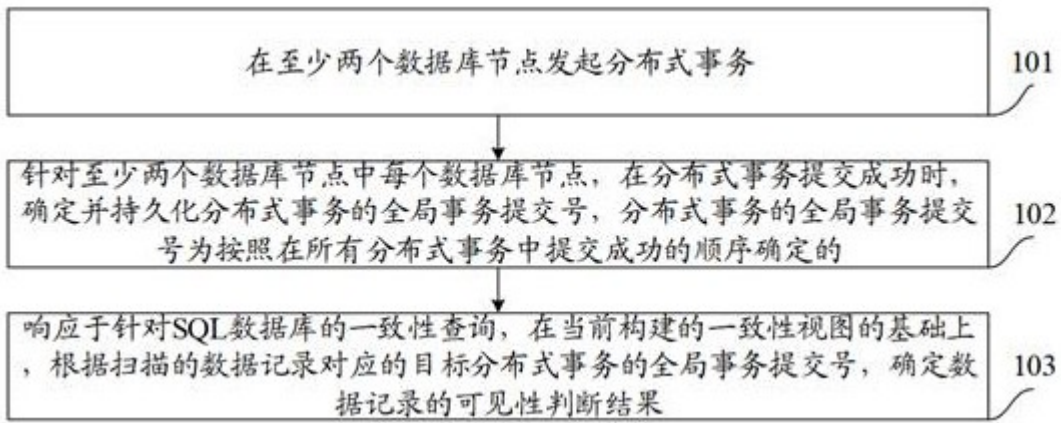 在至少两个数据库节点发起分布式事务
101
针对至少两个数据库节点中每个数据库节点，在分布式事务提交成功时，
确定并持久化分布式事务的全局事务提交号，分布式事务的全局事务提交
号为按照在所有分布式事务中提交成功的顺序确定的
102
响应于针对SQL数据库的一致性查询，在当前构建的一致性视图的基础上
，根据扫描的数据记录对应的目标分布式事务的全局事务提交号，确定数
据记录的可见性判断结果
103